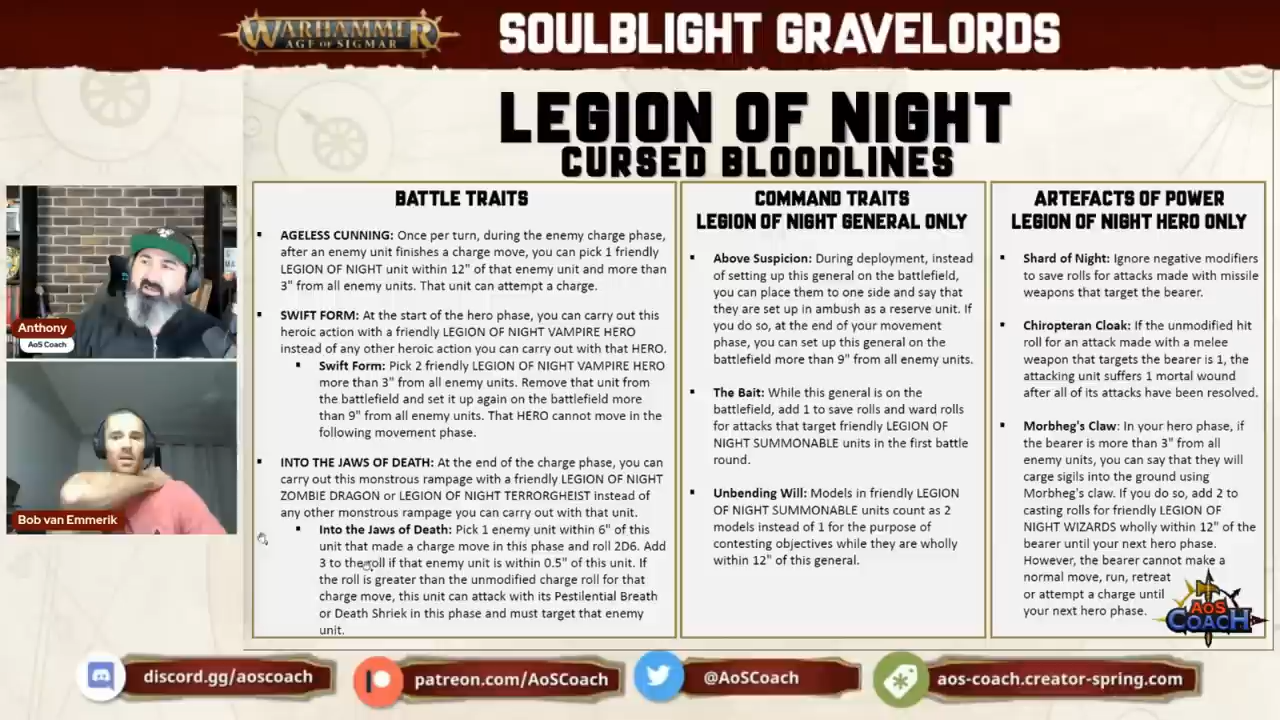 WARHAMMER
AGE OF SIGMAR
SOULBLIGHT GRAVELORDS
LEGION OF NIGHT
CURSED BLOODLINES
BATTLE TRAITS
AGELESS CUNNING: Once per turn, during the enemy charge phase,
after an enemy unit finishes a charge move, you can pick 1 friendly
LEGION OF NIGHT unit within 12" of that enemy unit and more than
3" from all enemy units. That unit can attempt a charge.
SWIFT FORM: At the start of the hero phase, you can carry out this
heroic action with a friendly LEGION OF NIGHT VAMPIRE HERO
instead of any other heroic action you can carry out with that HERO.
Swift Form: Pick 2 friendly LEGION OF NIGHT VAMPIRE HERO
more than 3" from all enemy units. Remove that unit from
the battlefield and set it up again on the battlefield more
than 9" from all enemy units. That HERO cannot move in the
following movement phase.
INTO THE JAWS OF DEATH: At the end of the charge phase, you can
carry out this monstrous rampage with a friendly LEGION OF NIGHT
ZOMBIE DRAGON or LEGION OF NIGHT TERRORGHEIST instead of
any other monstrous rampage you can carry out with that unit.
Into the Jaws of Death: Pick 1 enemy unit within 6" of this
unit that made a charge move in this phase and roll 2D6. Add
3 to the roll if that enemy unit is within 0.5" of this unit. If
the roll is greater than the unmodified charge roll for that
charge move, this unit can attack with its Pestilential Breath
or Death Shriek in this phase and must target that enemy
unit.
COMMAND TRAITS
LEGION OF NIGHT GENERAL ONLY
Above Suspicion: During deployment, instead
of setting up this general on the battlefield,
you can place them to one side and say that
they are set up in ambush as a reserve unit. If
you do so, at the end of your movement
phase, you can set up this general on the
battlefield more than 9" from all enemy units.
The Bait: While this general is on the
battlefield, add 1 to save rolls and ward rolls
for attacks that target friendly LEGION OF
NIGHT SUMMONABLE units in the first battle
round.
Unbending Will: Models in friendly LEGION
OF NIGHT SUMMONABLE units count as 2
models instead of 1 for the purpose of
contesting objectives while they are wholly
within 12" of this general.
ARTEFACTS OF POWER
LEGION OF NIGHT HERO ONLY
Shard of Night: Ignore negative modifiers
to save rolls for attacks made with missile
weapons that target the bearer.
Chiropteran Cloak: If the unmodified hit
roll for an attack made with a melee
weapon that targets the bearer is 1, the
attacking unit suffers 1 mortal wound
after all of its attacks have been resolved.
Morbheg's Claw: In your hero phase, if
the bearer is more than 3" from all
enemy units, you can say that they will
carge sigils into the ground using
Morbheg's claw. If you do so, add 2 to
casting rolls for friendly LEGION OF
NIGHT WIZARDS wholly within 12" of the
bearer until your next hero phase.
However, the bearer cannot make a
normal move, run, retreat
or attempt a charge until
your next hero phase.
AoS
COACH
Anthony
AoS Coach
Bob van Emmerik
discord.gg/aoscoach
patreon.com/AoSCoach
@AoSCoach
aos-coach.creator-spring.com